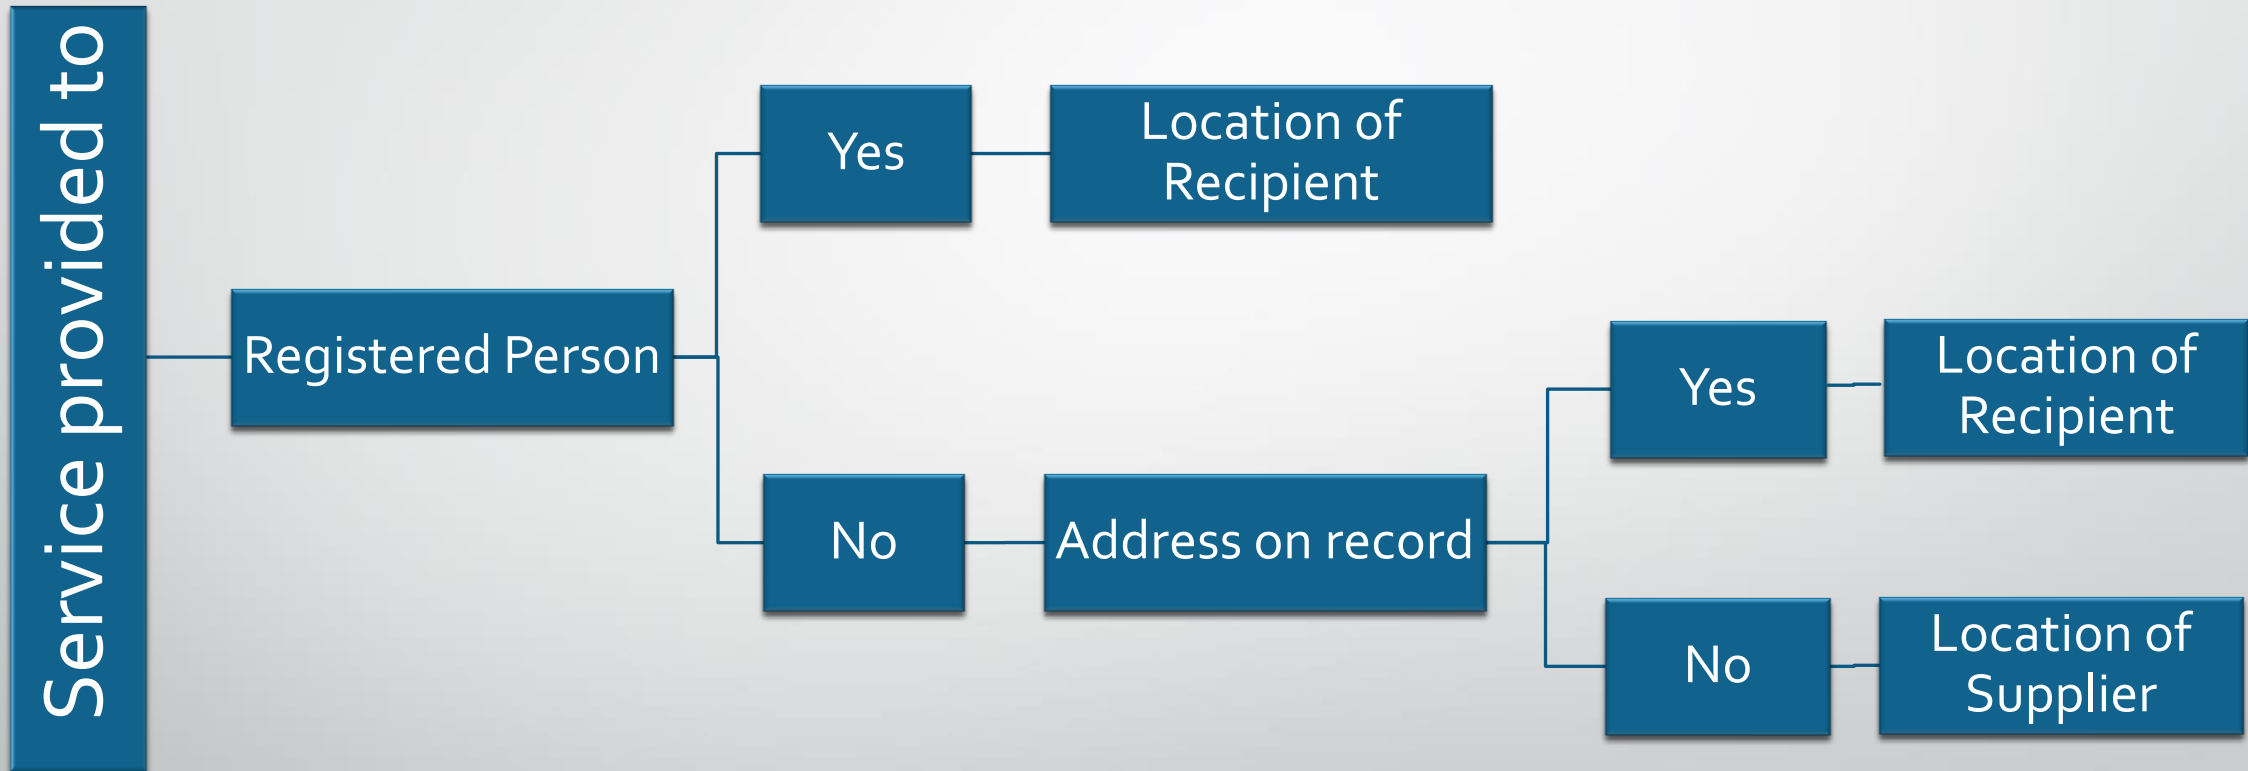 Service provided to
Registered Person
Yes
Location of
Recipient
No
Address on record
Yes
Location of
Recipient
No
Location of
Supplier